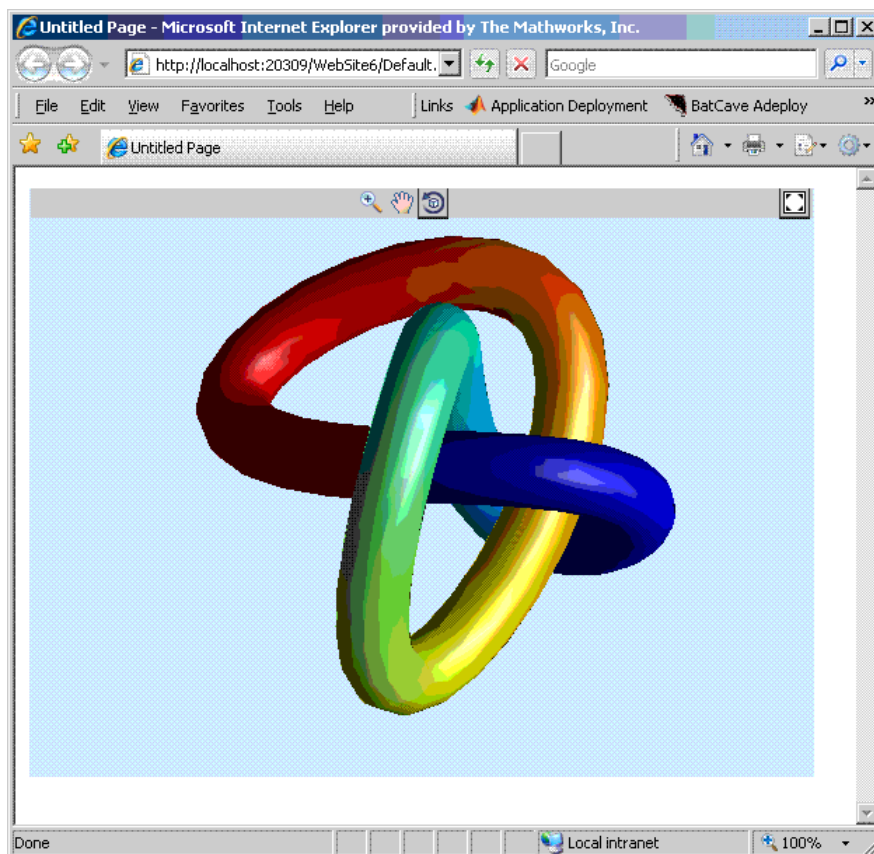 Untitled Page - Microsoft Internet Explorer provided by The Mathworks, Inc.
http://localhost:20309/WebSite6/Default. Google
File Edit View Favorites Tools Help Links Application Deployment BatCave Adeploy »
Untitled Page
Done Local intranet 100%